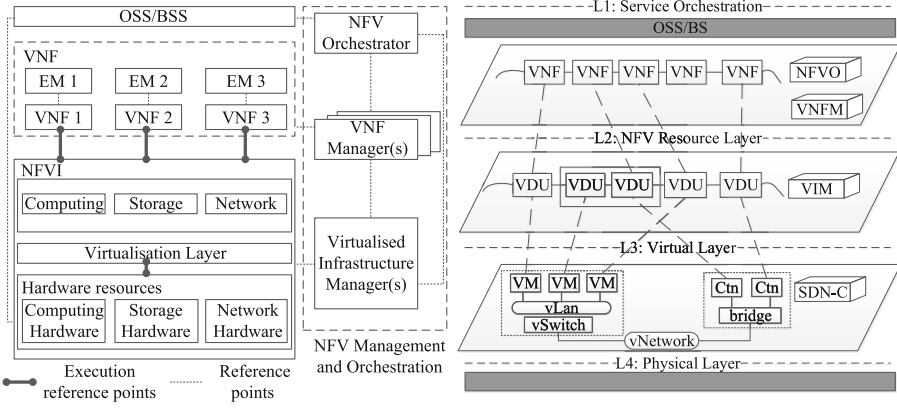 OSS/BSS
VNF
EM 1
EM 2
EM 3
VNF 1
VNF 2
VNF 3
NFVI
Computing
Storage
Network
Virtualisation Layer
Hardware resources
Computing
Hardware
Storage
Hardware
Network
Hardware
Execution
reference points
Reference
points
NFV
Orchestrator
VNF
Manager(s)
Virtualised
Infrastructure
Manager(s)
NFV Management
and Orchestration
L1: Service Orchestration
OSS/BS
VNF
VNF
VNF
VNF
VNF
NFVO
VNFM
L2: NFV Resource Layer
VDU
VDU
VDU
VDU
VDU
VIM
L3: Virtual Layer
VM
VM
VM
vLan
vSwitch
Ctn
Ctn
bridge
SDN-C
vNetwork
L4: Physical Layer